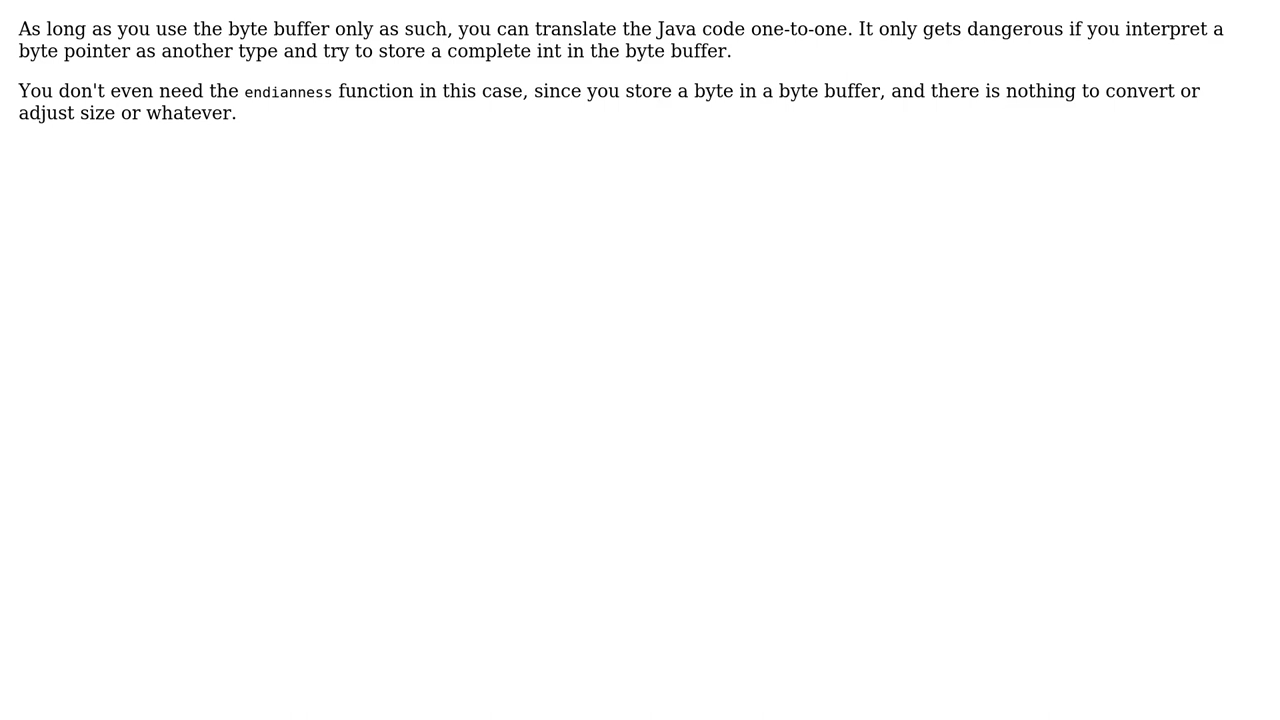 As long as you use the byte buffer only as such, you can translate the Java code one-to-one. It only gets dangerous if you interpret a
byte pointer as another type and try to store a complete int in the byte buffer.
You don't even need the endianness function in this case, since you store a byte in a byte buffer, and there is nothing to convert or
adjust size or whatever.